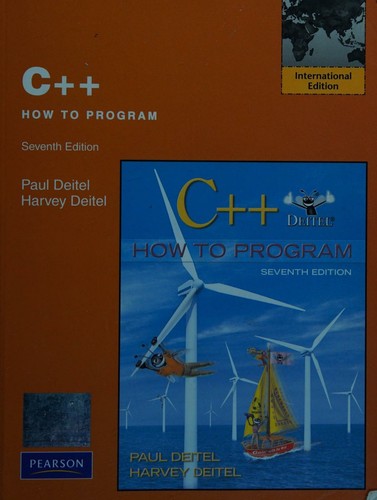 C++
HOW TO PROGRAM
Seventh Edition
Paul Deitel
Harvey Deitel
International
Edition
C++
DEITEL®
HOW TO PROGRAM
SEVENTH EDITION
PAUL DEITEL
HARVEY DEITEL
PEARSON